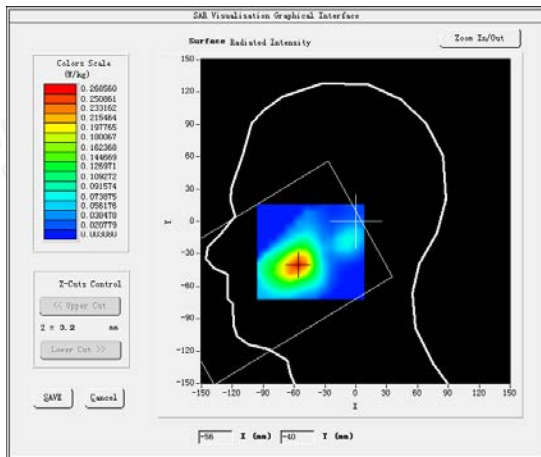 SAR Visualisation Graphical Interface
Surface Radiated Intensity
Zoom In/Out
Colors Scale
(W/kg)
0.268560
0.250861
0.233162
0.215464
0.197765
0.180067
0.162368
0.144669
0.126971
0.109272
0.091574
0.073875
0.056176
0.038478
0.020779
0.003080
Z-Cuts Control
<< Upper Cut
Z = 3.2 mm
Lower Cut >>
SAVE Cancel
150
120
90
60
30
0
-30
-60
-90
-120
-150
Y
-150 -120 -90 -60 -30 0 30 60 90 120 150
X
-56 X (mm) -40 Y (mm)